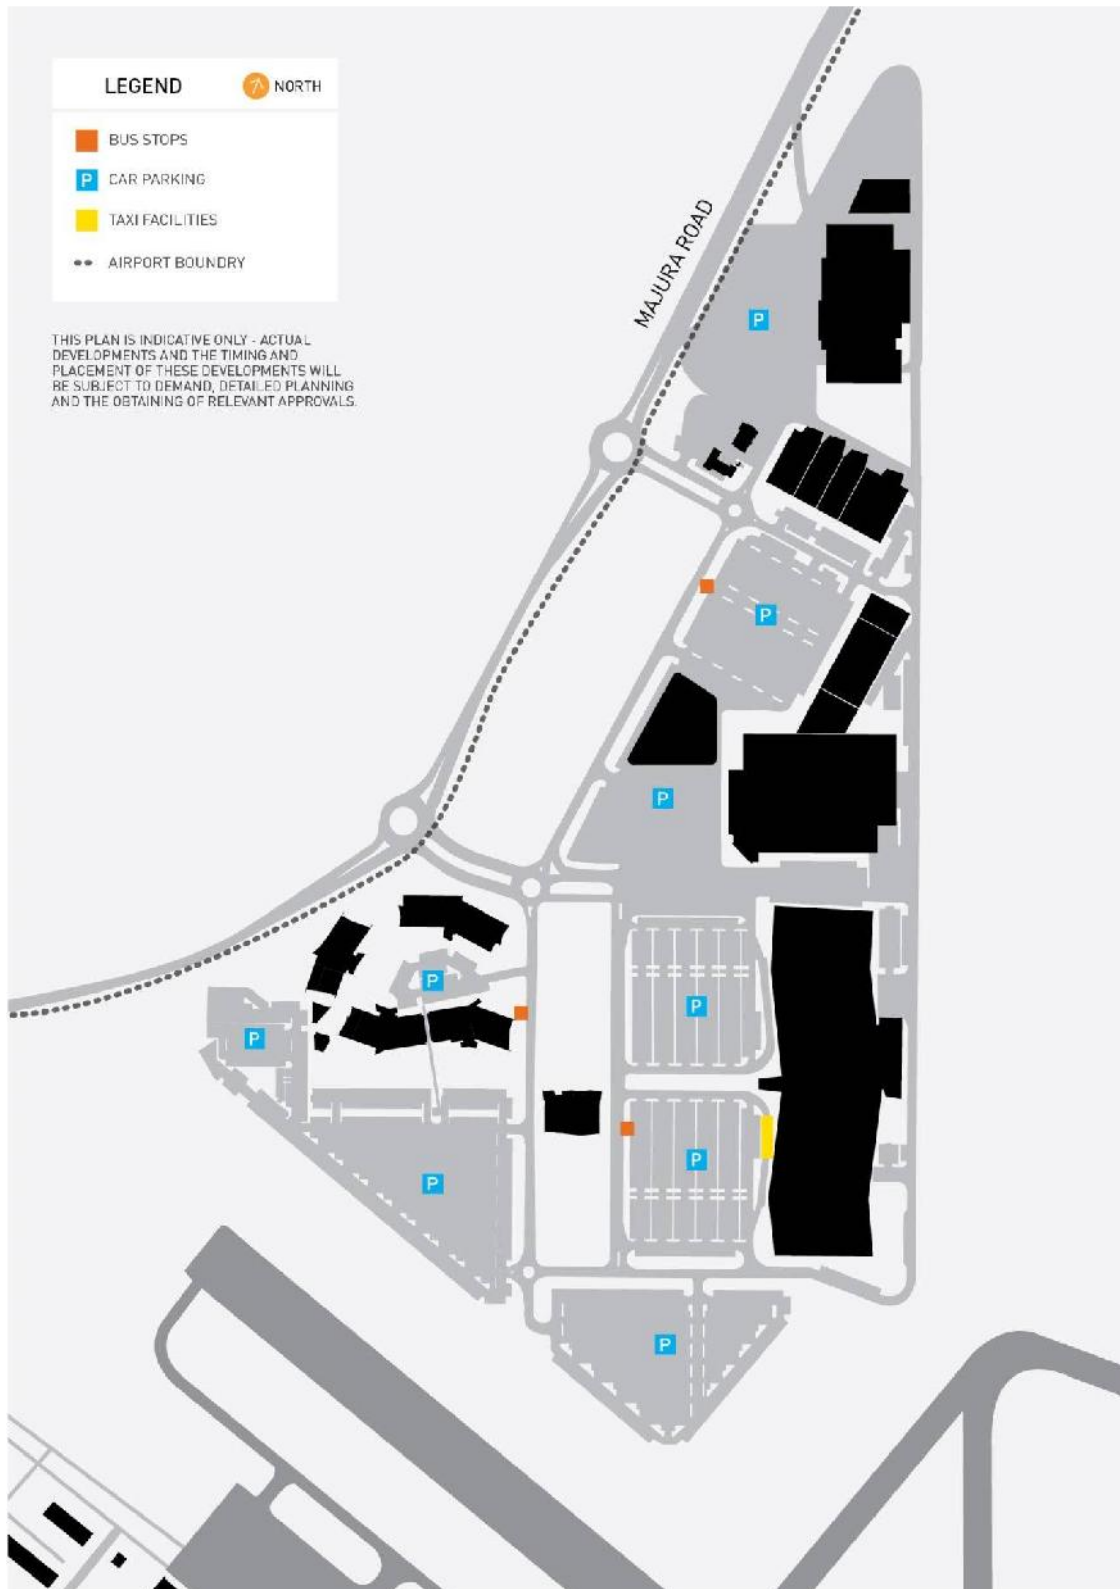 LEGEND
NORTH
BUS STOPS
P CAR PARKING
TAXI FACILITIES
AIRPORT BOUNDRY
THIS PLAN IS INDICATIVE ONLY - ACTUAL
DEVELOPMENTS AND THE TIMING AND
PLACEMENT OF THESE DEVELOPMENTS WILL
BE SUBJECT TO DEMAND, DETAILED PLANNING
AND THE OBTAINING OF RELEVANT APPROVALS.
MAJURA ROAD
P
P
P
P
P
P
P
P
P